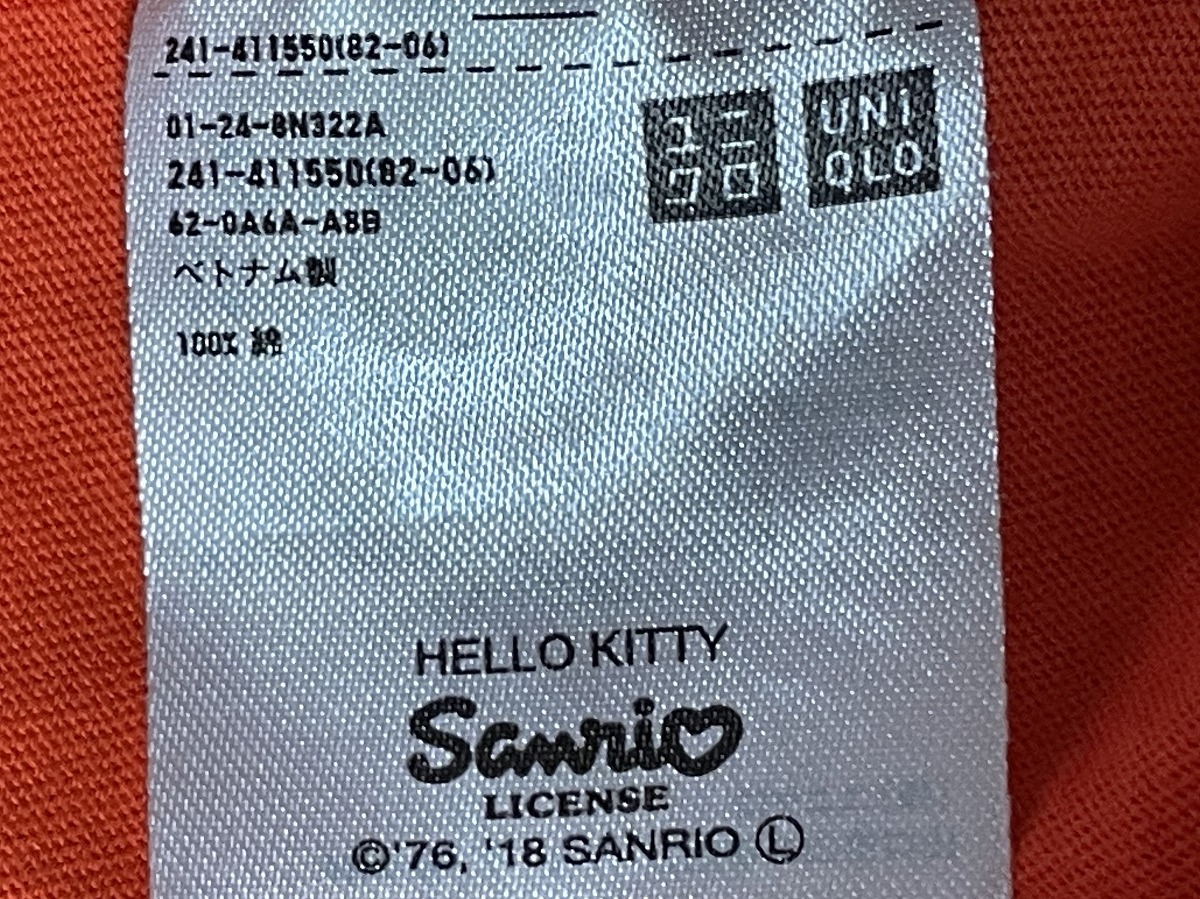 241-411550(82-06)
01-24-8N322A
241-411550(82-06)
62-0A6A-A8B
ベトナム製
100% 綿
ユニ
クロ
UNI
QLO
HELLO KITTY
Sanrio
LICENSE
©'76, '18 SANRIO Ⓛ